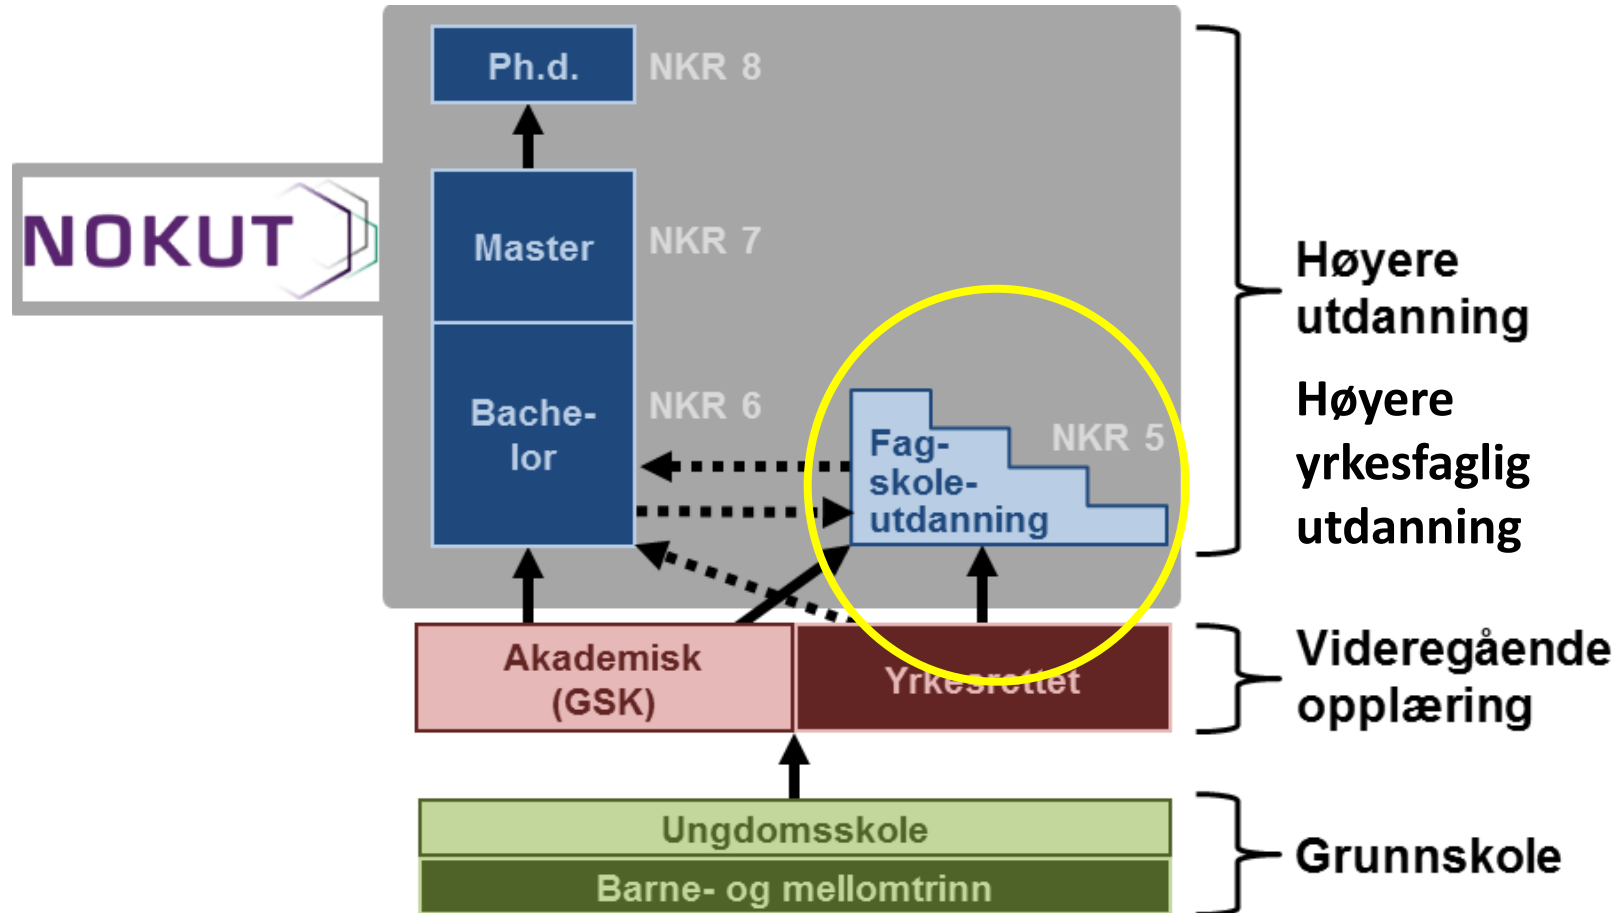 Ph.d.
NKR 8
NOKUT
Master
NKR 7
Høyere
utdanning
Bache-
lor
NKR 6
Fag-
skole-
utdanning
NKR 5
Høyere
yrkesfaglig
utdanning
Akademisk
(GSK)
Yrkesrettet
Videregående
opplæring
Ungdomsskole
Barne- og mellomtrinn
Grunnskole